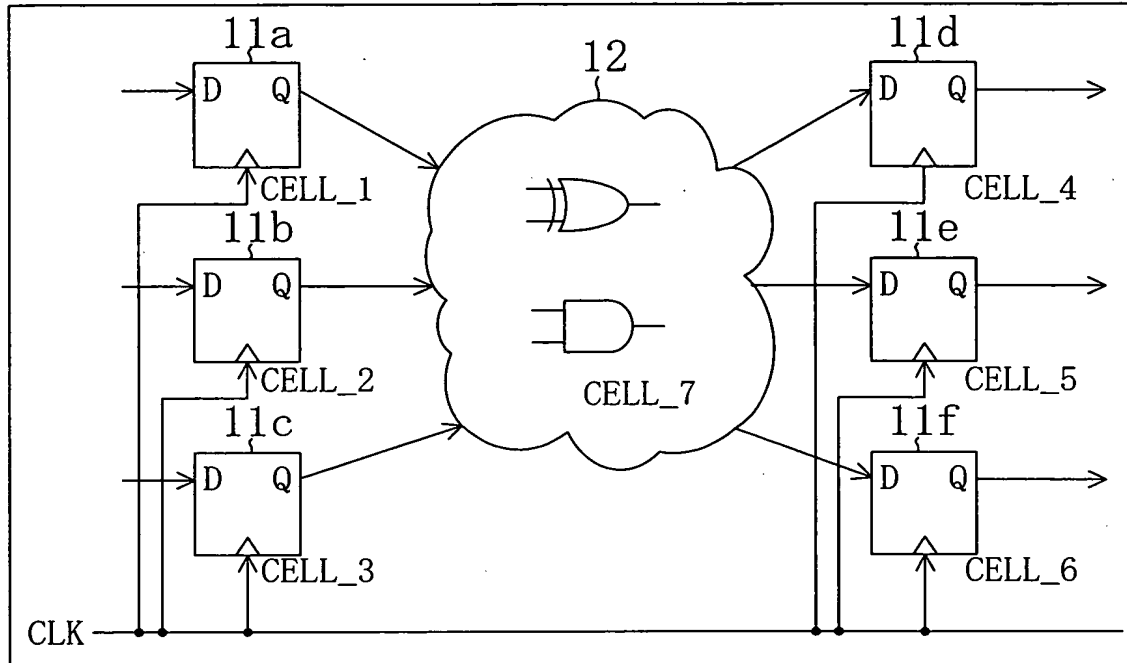 11a
D Q
CELL_1
11b
D Q
CELL_2
11c
D Q
CELL_3
12
CELL_7
11d
D Q
CELL_4
11e
D Q
CELL_5
11f
D Q
CELL_6
CLK